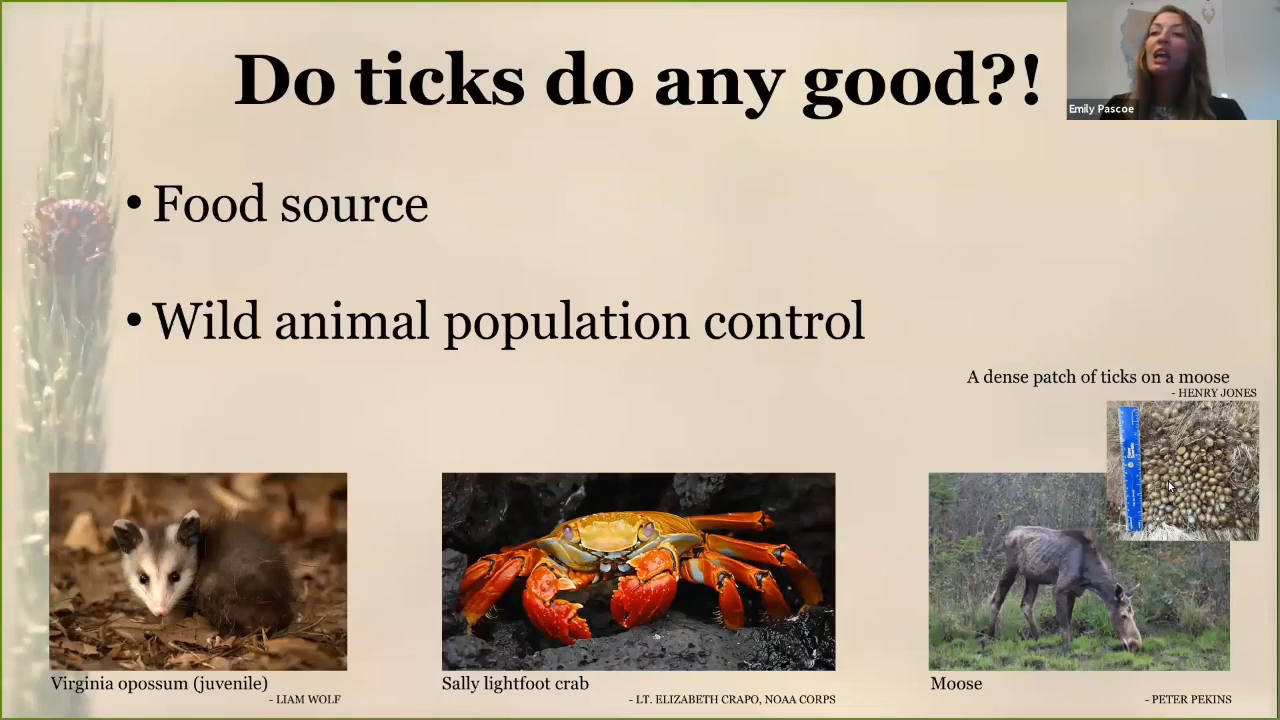 Do ticks do any good?!
Emily Pascoe
• Food source
• Wild animal population control
A dense patch of ticks on a moose
- HENRY JONES
Virginia opossum (juvenile)
- LIAM WOLF
Sally lightfoot crab
- LT. ELIZABETH CRAPO, NOAA CORPS
Moose
- PETER PEKINS